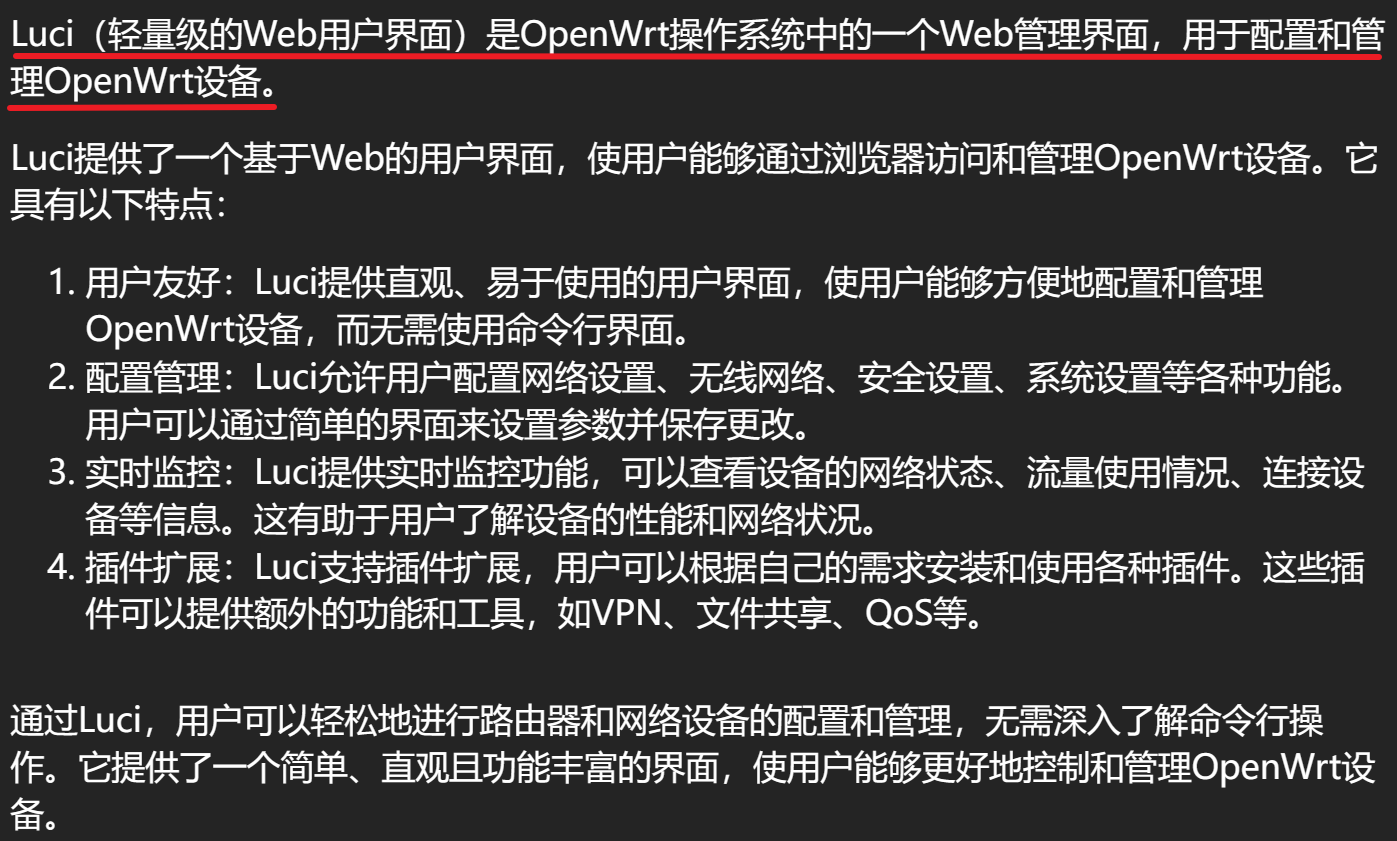 Luci（轻量级的Web用户界面）是OpenWrt操作系统中的一个Web管理界面，用于配置和管
理OpenWrt设备。
Luci提供了一个基于Web的用户界面，使用户能够通过浏览器访问和管理OpenWrt设备。它
具有以下特点：
1. 用户友好：Luci提供直观、易于使用的用户界面，使用户能够方便地配置和管理
OpenWrt设备，而无需使用命令行界面。
2. 配置管理：Luci允许用户配置网络设置、无线网络、安全设置、系统设置等各种功能。
用户可以通过简单的界面来设置参数并保存更改。
3. 实时监控：Luci提供实时监控功能，可以查看设备的网络状态、流量使用情况、连接设
备等信息。这有助于用户了解设备的性能和网络状况。
4. 插件扩展：Luci支持插件扩展，用户可以根据自己的需求安装和使用各种插件。这些插
件可以提供额外的功能和工具，如VPN、文件共享、QoS等。
通过Luci，用户可以轻松地进行路由器和网络设备的配置和管理，无需深入了解命令行操
作。它提供了一个简单、直观且功能丰富的界面，使用户能够更好地控制和管理OpenWrt设
备。